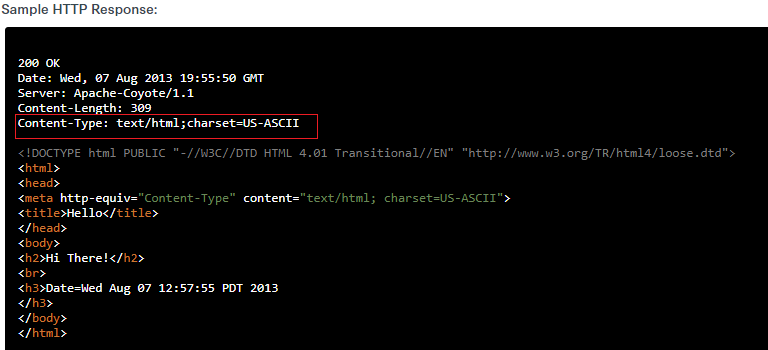 Sample HTTP Response:
200 OK
Date: Wed, 07 Aug 2013 19:55:50 GMT
Server: Apache-Coyote/1.1
Content-Length: 309
Content-Type: text/html;charset=US-ASCII
<!DOCTYPE html PUBLIC "-//W3C//DTD HTML 4.01 Transitional//EN" "http://www.w3.org/TR/html4/loose.dtd">
<html>
<head>
<meta http-equiv="Content-Type" content="text/html; charset=US-ASCII">
<title>Hello</title>
</head>
<body>
<h2>Hi There!</h2>
<br>
<h3>Date=Wed Aug 07 12:57:55 PDT 2013
</h3>
</body>
</html>